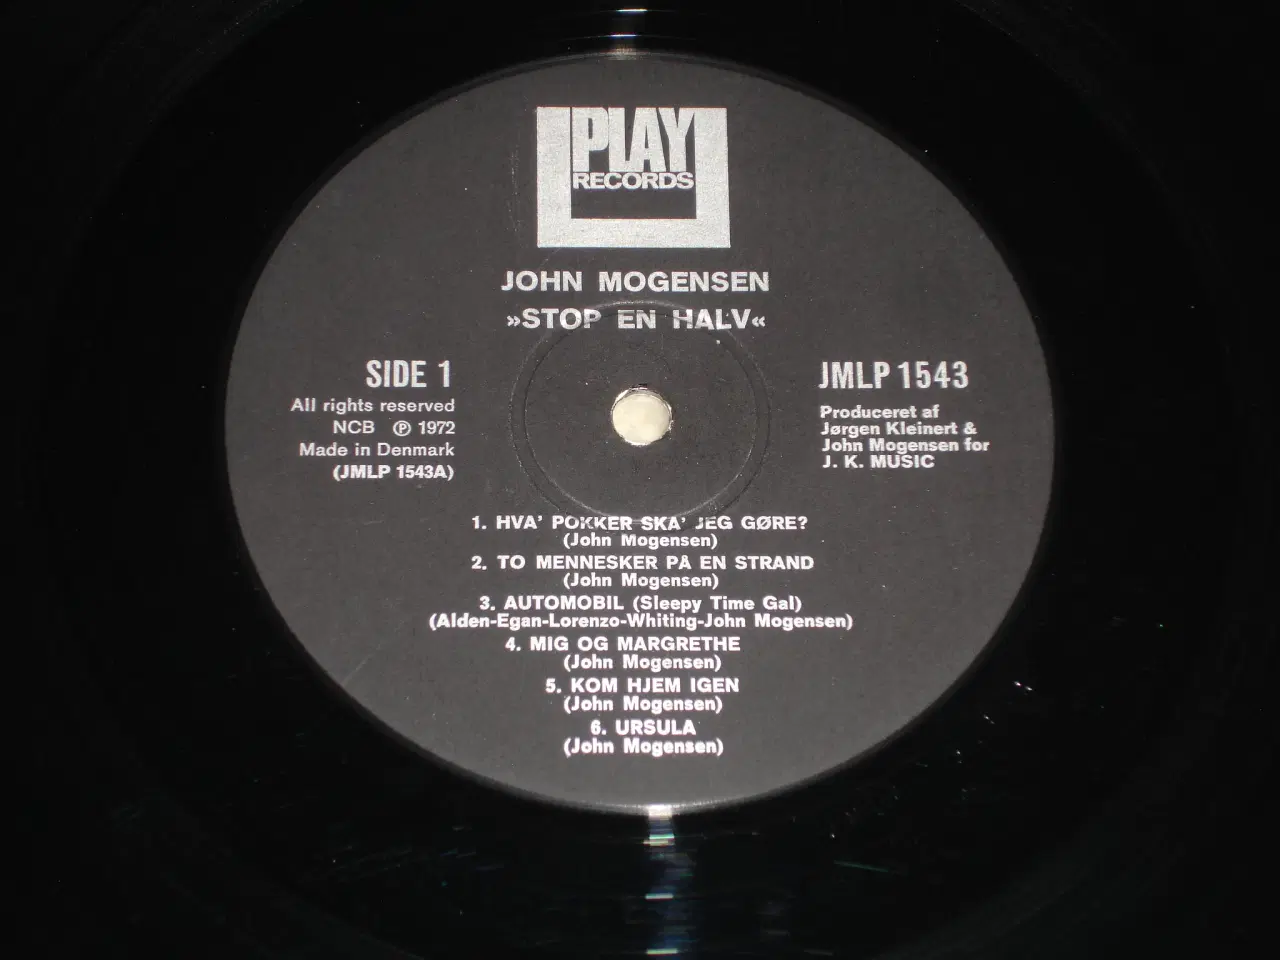 PLAY
RECORDS
JOHN MOGENSEN
»STOP EN HALV«
SIDE 1
All rights reserved
NCB ℗ 1972
Made in Denmark
(JMLP 1543A)
JMLP 1543
Produceret af
Jørgen Kleinert &
John Mogensen for
J. K. MUSIC
1. HVA' POKKER SKA' JEG GØRE?
(John Mogensen)
2. TO MENNESKER PÅ EN STRAND
(John Mogensen)
3. AUTOMOBIL (Sleepy Time Gal)
(Alden-Egan-Lorenzo-Whiting-John Mogensen)
4. MIG OG MARGRETHE
(John Mogensen)
5. KOM HJEM IGEN
(John Mogensen)
6. URSULA
(John Mogensen)